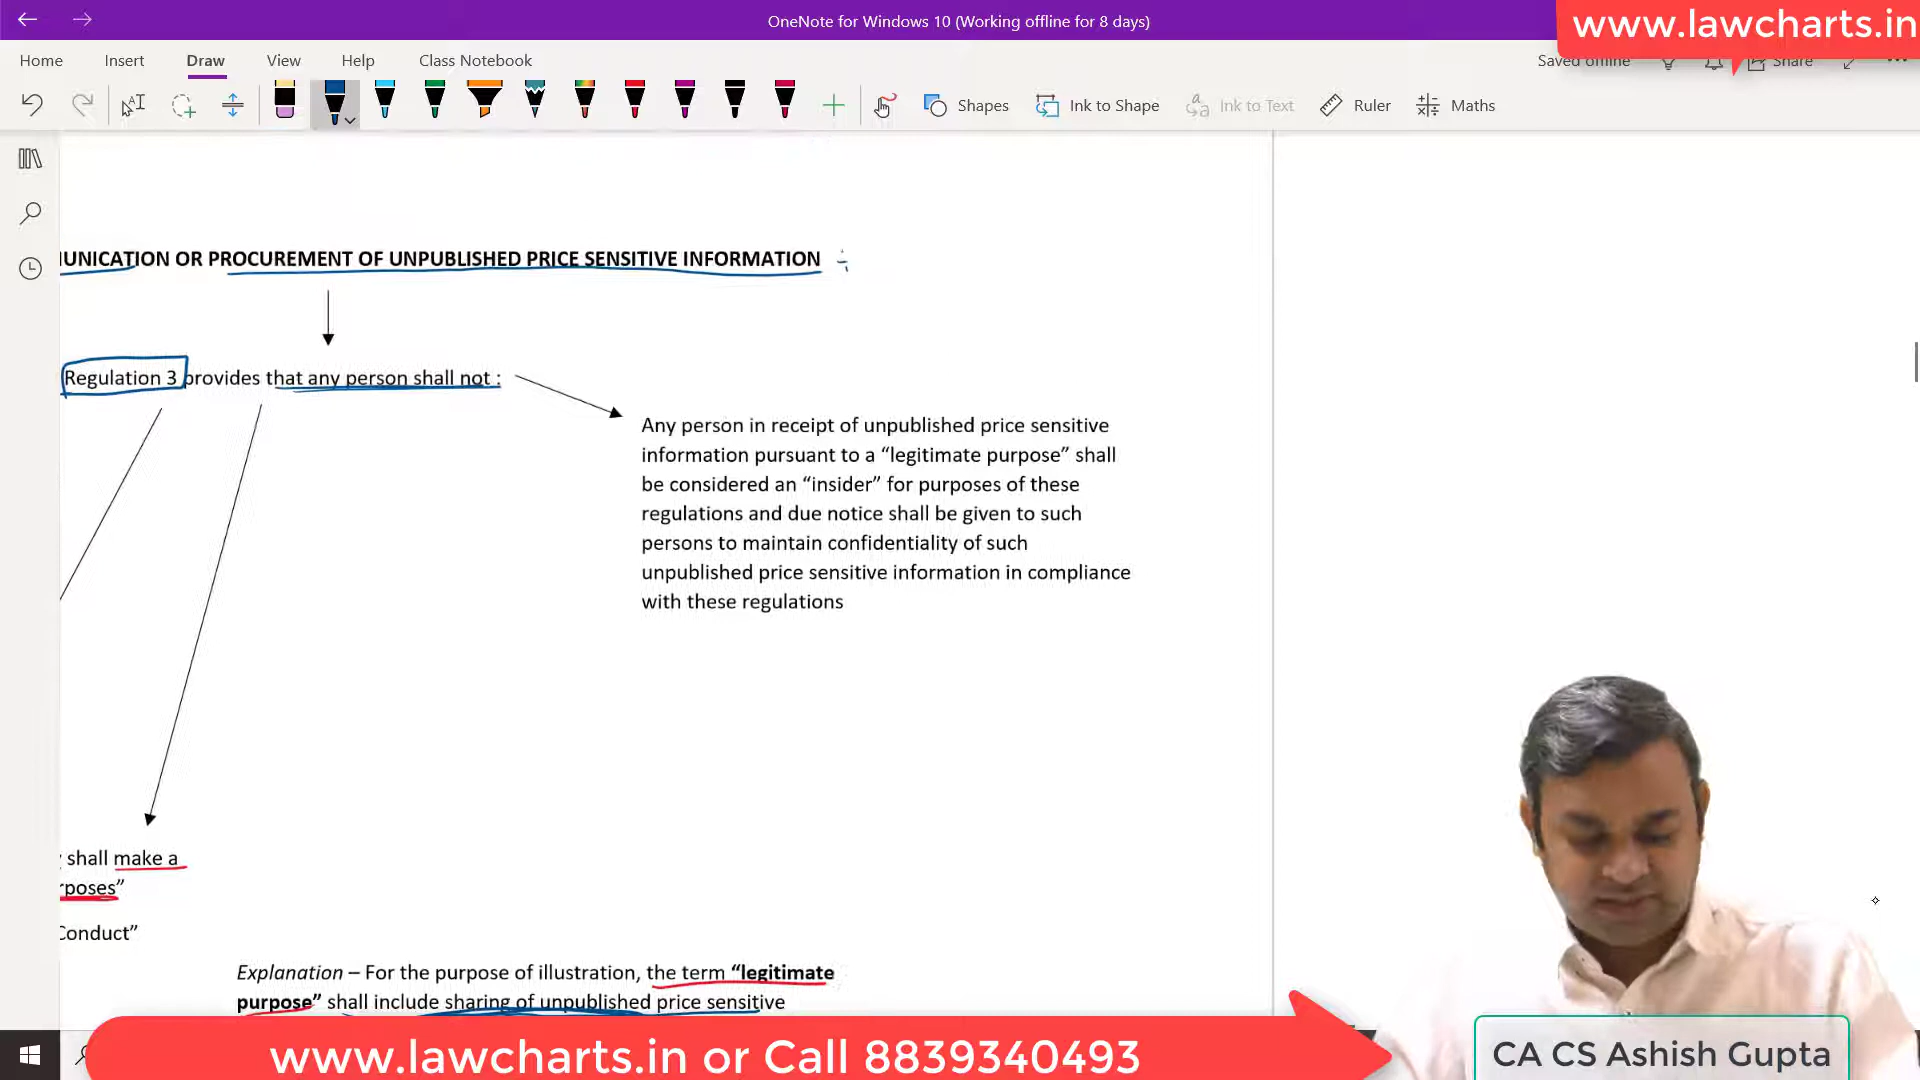 OneNote for Windows 10 (Working offline for 8 days)
www.lawcharts.in
Home Insert Draw View Help Class Notebook Saved offline Share
Shapes Ink to Shape Ink to Text Ruler Maths
MUNICATION OR PROCUREMENT OF UNPUBLISHED PRICE SENSITIVE INFORMATION
Regulation 3 provides that any person shall not :
Any person in receipt of unpublished price sensitive
information pursuant to a “legitimate purpose” shall
be considered an “insider” for purposes of these
regulations and due notice shall be given to such
persons to maintain confidentiality of such
unpublished price sensitive information in compliance
with these regulations
shall make a
rposes”
Conduct”
Explanation – For the purpose of illustration, the term “legitimate
purpose” shall include sharing of unpublished price sensitive
www.lawcharts.in or Call 8839340493
CA CS Ashish Gupta